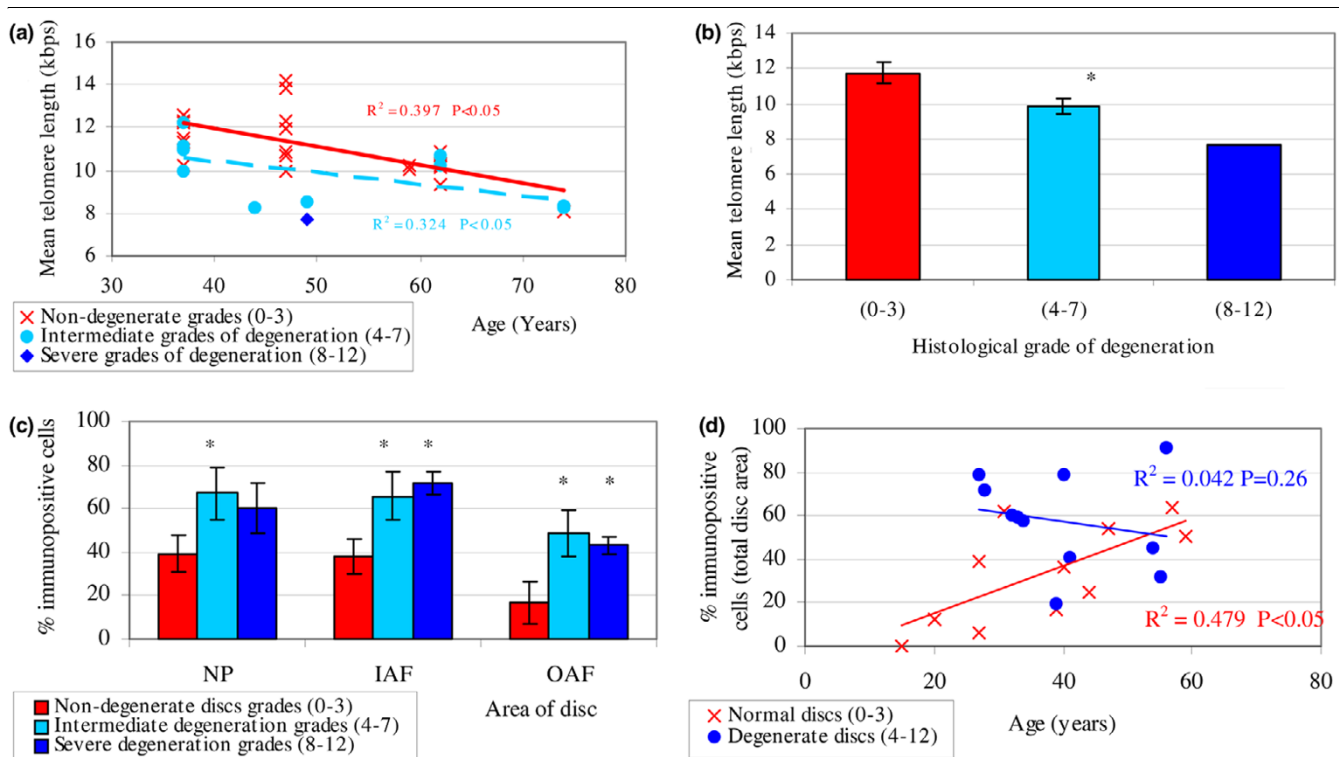 (a)
Mean telomere length (kbps)
16
14
12
10
8
6
R² =0.397 P<0.05
R² =0.324 P<0.05
30 40 50 60 70 80
Age (Years)
Non-degenerate grades (0-3)
Intermediate grades of degeneration (4-7)
Severe grades of degeneration (8-12)
(b)
Mean telomere length (kbps)
16
14
12
10
8
6
4
2
0
*
(0-3) (4-7) (8-12)
Histological grade of degeneration
(c)
% immunopositive cells
100
80
60
40
20
0
* * * * *
NP IAF OAF
Area of disc
Non-degenerate discs grades (0-3)
Intermediate degeneration grades (4-7)
Severe degeneration grades (8-12)
(d)
% immunopositive
cells (total disc area)
100
80
60
40
20
0
R² = 0.042 P=0.26
R² = 0.479 P<0.05
0 20 40 60 80
Age (years)
Normal discs (0-3)
Degenerate discs (4-12)